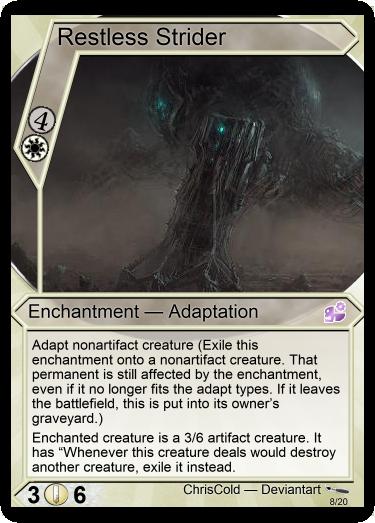 Restless Strider
4
Enchantment — Adaptation
Adapt nonartifact creature (Exile this
enchantment onto a nonartifact creature. That
permanent is still affected by the enchantment,
even if it no longer fits the adapt types. If it leaves
the battlefield, this is put into its owner's
graveyard.)
Enchanted creature is a 3/6 artifact creature. It
has “Whenever this creature deals would destroy
another creature, exile it instead.
3 6
ChrisCold — Deviantart
8/20